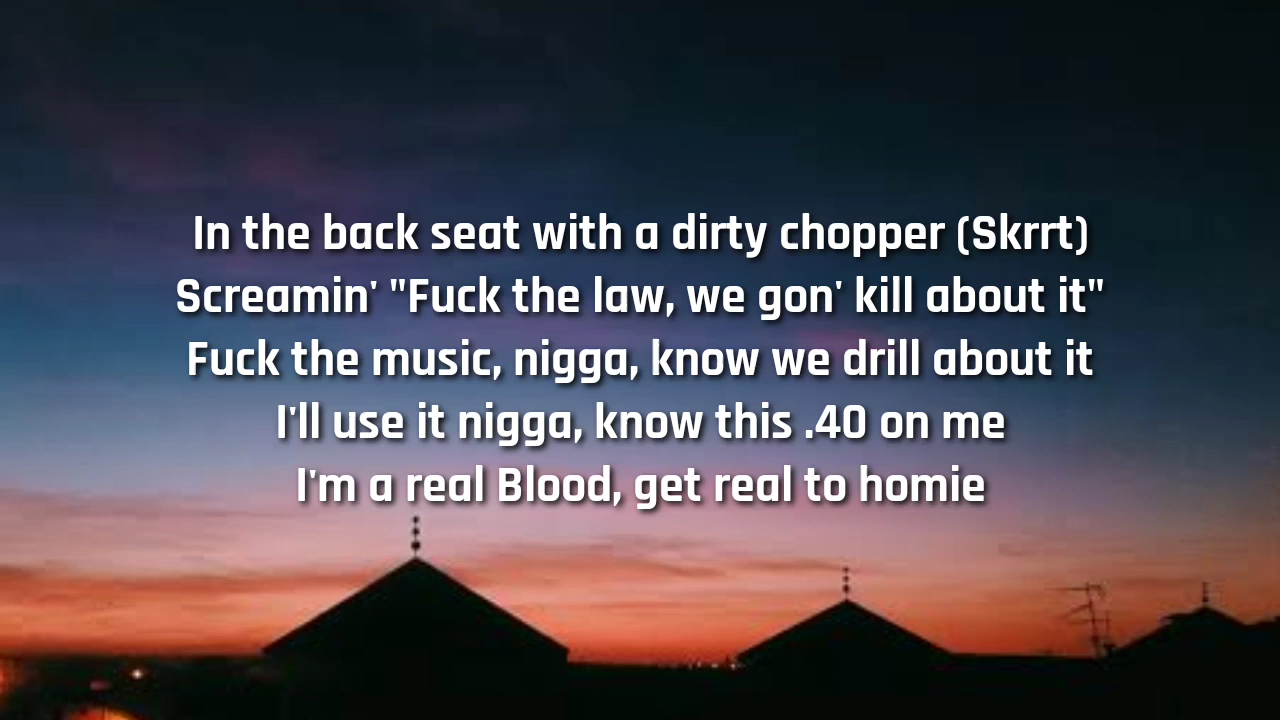 In the back seat with a dirty chopper (Skrrt)
Screamin' "Fuck the law, we gon' kill about it"
Fuck the music, nigga, know we drill about it
I'll use it nigga, know this .40 on me
I'm a real Blood, get real to homie